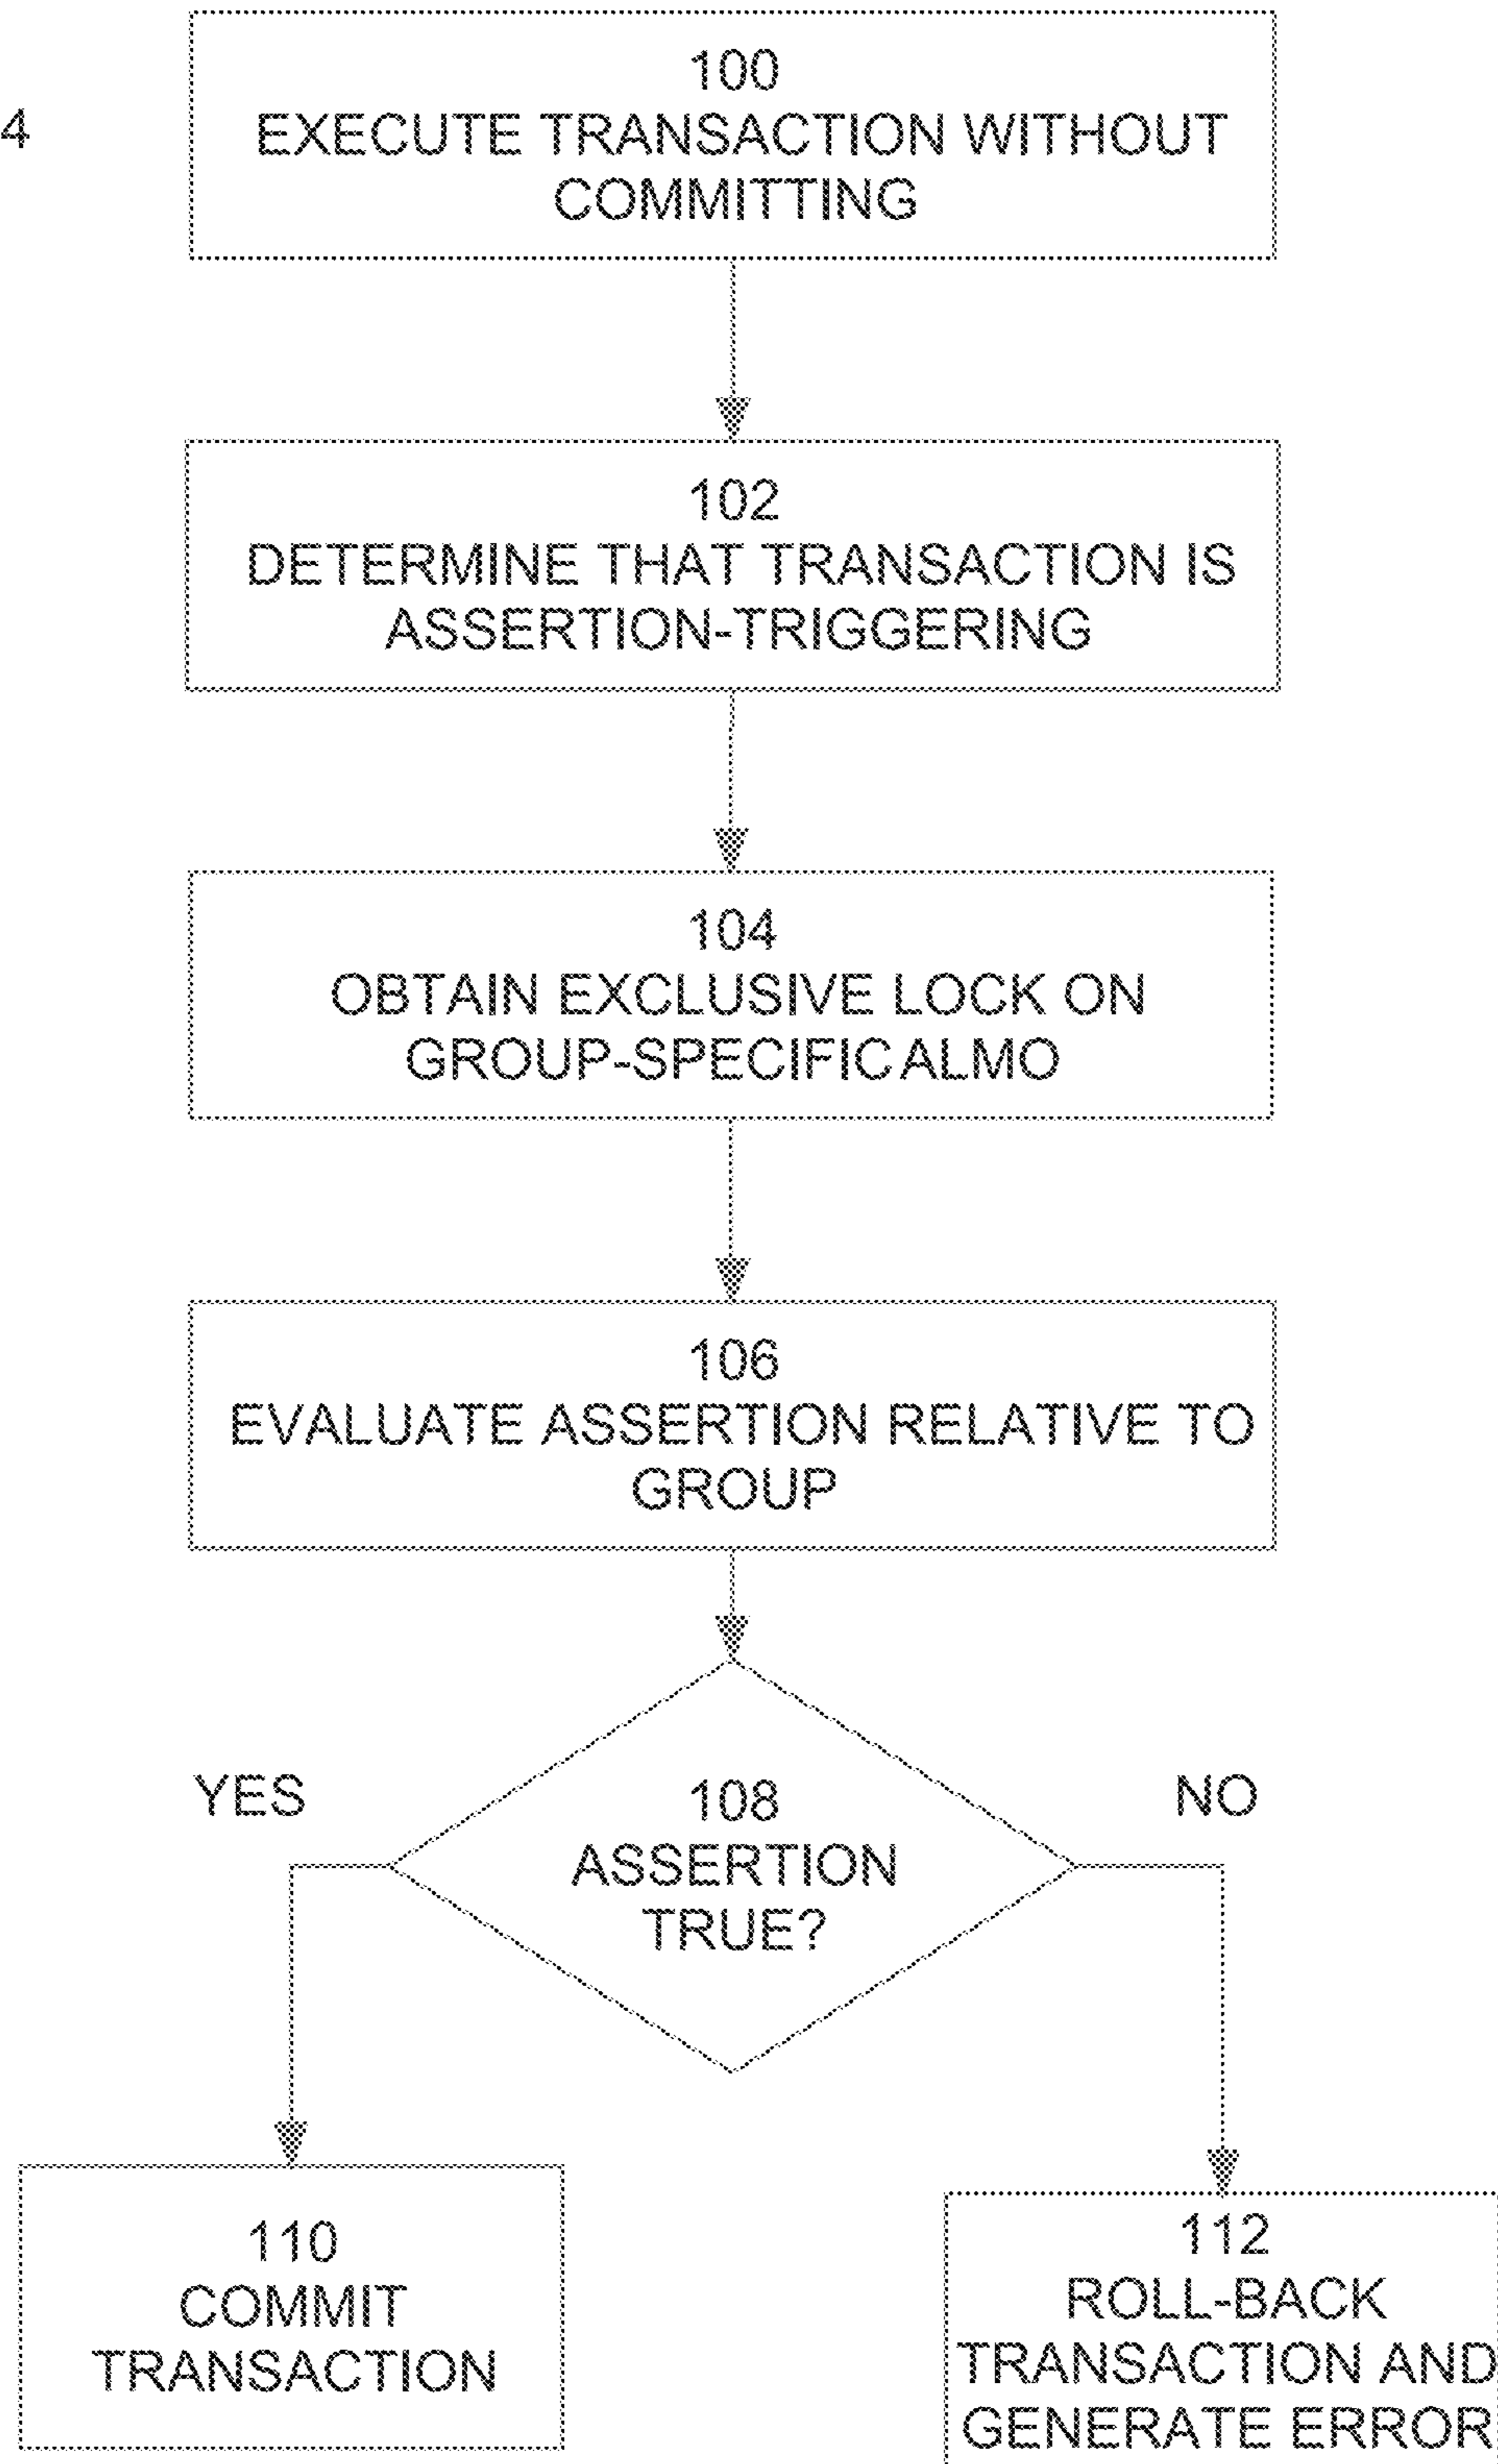 4
100
EXECUTE TRANSACTION WITHOUT
COMMITTING
102
DETERMINE THAT TRANSACTION IS
ASSERTION-TRIGGERING
104
OBTAIN EXCLUSIVE LOCK ON
GROUP-SPECIFIC ALMO
106
EVALUATE ASSERTION RELATIVE TO
GROUP
YES
NO
108
ASSERTION
TRUE?
110
COMMIT
TRANSACTION
112
ROLL-BACK
TRANSACTION AND
GENERATE ERROR